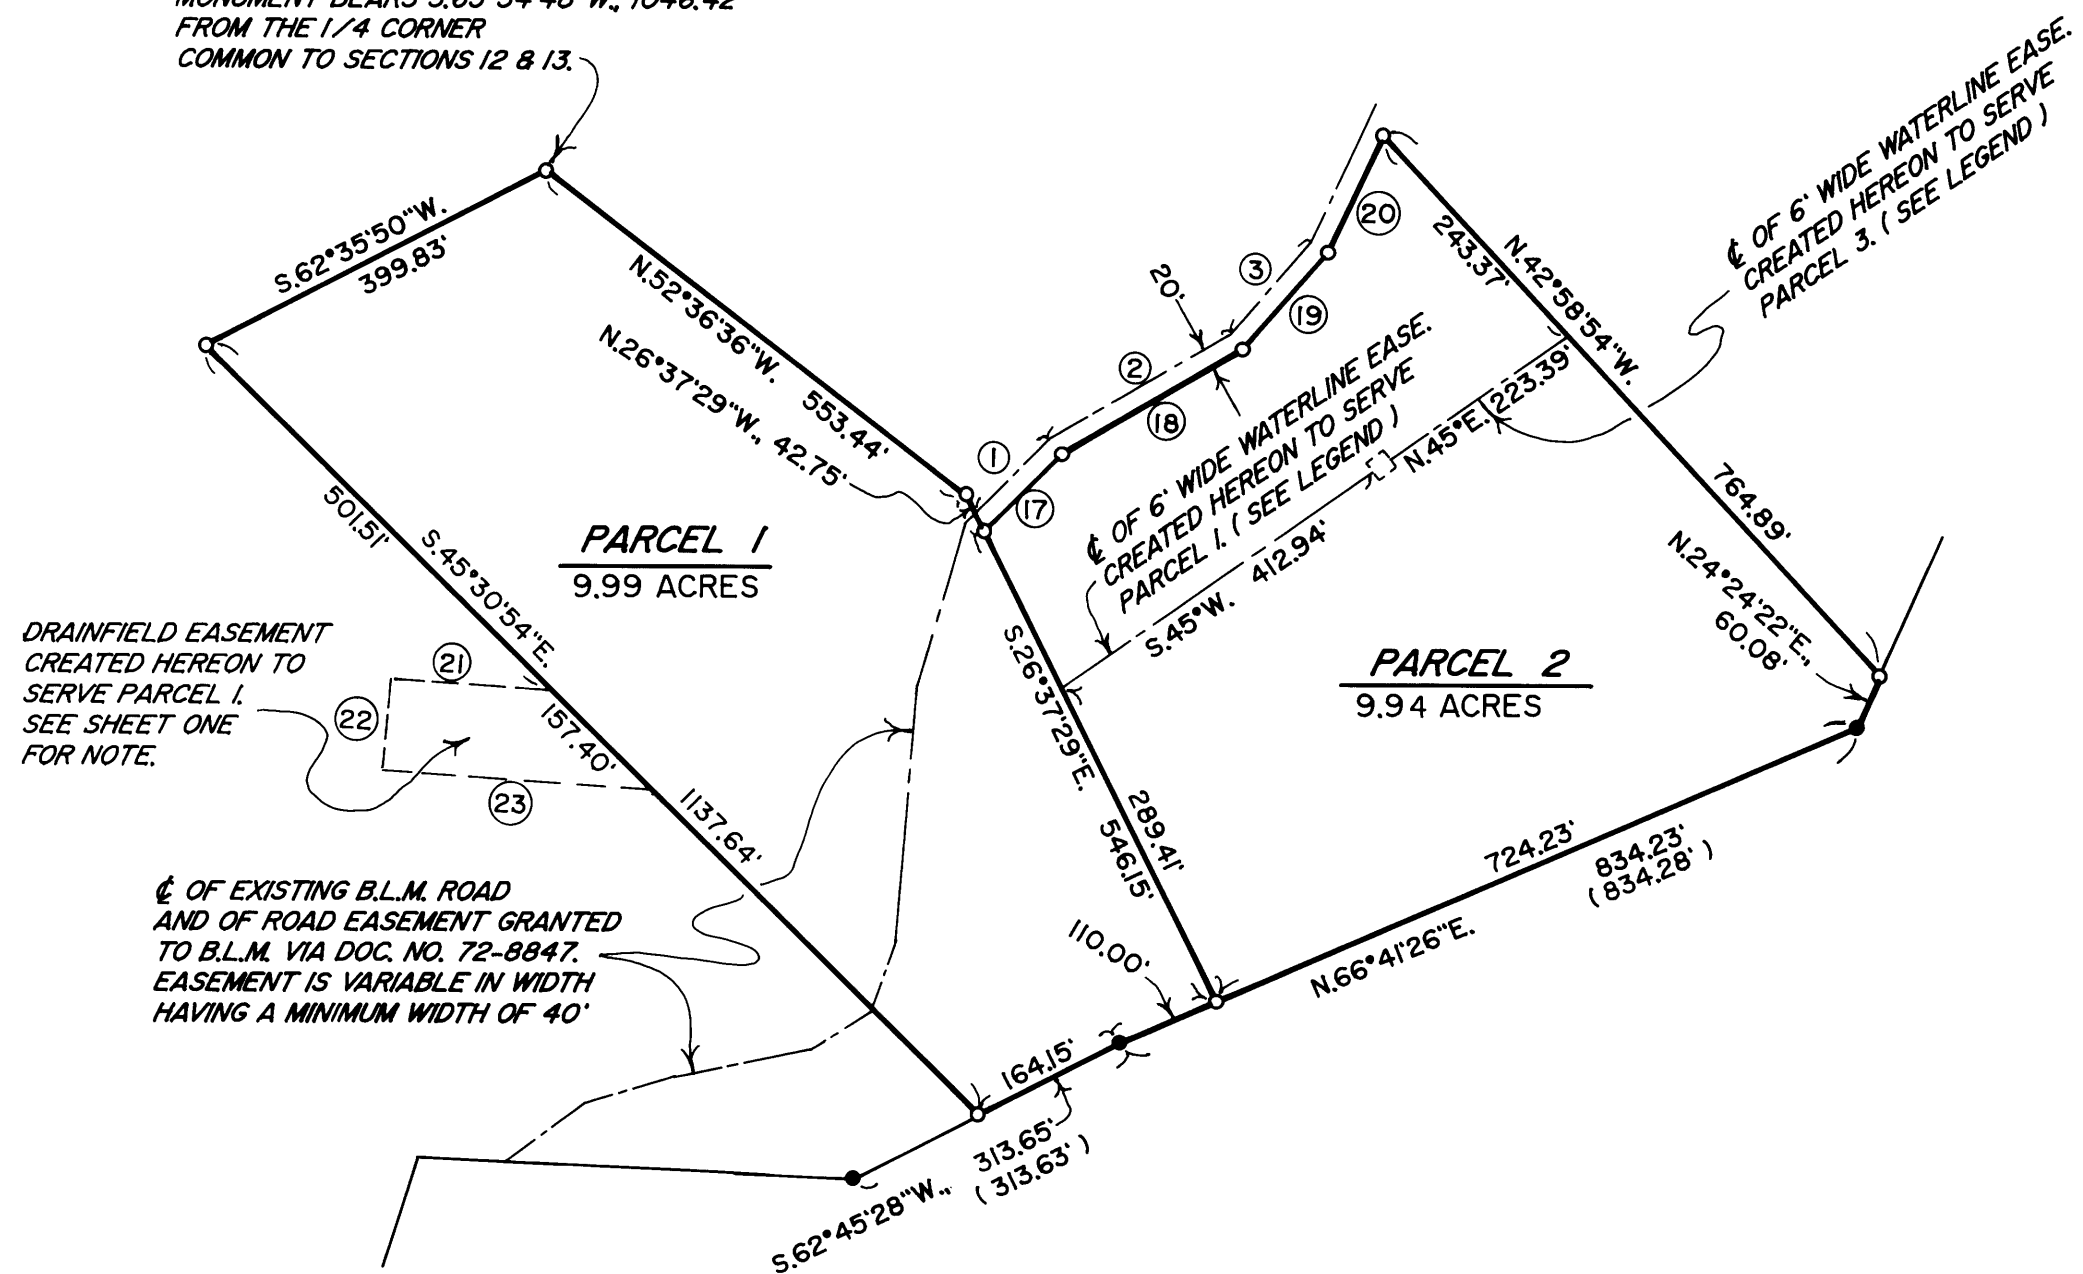 MONUMENT BEARS S.65°54'48"W., 1046.42'
FROM THE 1/4 CORNER
COMMON TO SECTIONS 12 & 13.
S.62°35'50"W.
399.83'
N.52°36'36"W.
553.44'
N.26°37'29"W., 42.75'
1
2
3
20'
17
18
19
20
243.37'
N.42°58'54"W.
764.89'
₵ OF 6' WIDE WATERLINE EASE.
CREATED HEREON TO SERVE
PARCEL 3. ( SEE LEGEND )
₵ OF 6' WIDE WATERLINE EASE.
CREATED HEREON TO SERVE
PARCEL 1. ( SEE LEGEND )
N.45°E. 223.39'
S.45°W. 412.94'
501.51'
S.45°30'54"E.
PARCEL 1
9.99 ACRES
PARCEL 2
9.94 ACRES
N.24°24'22"E.,
60.08'
DRAINFIELD EASEMENT
CREATED HEREON TO
SERVE PARCEL 1.
SEE SHEET ONE
FOR NOTE.
21
22
23
157.40'
1137.64'
S.26°37'29"E.
289.41'
546.15'
₵ OF EXISTING B.L.M. ROAD
AND OF ROAD EASEMENT GRANTED
TO B.L.M. VIA DOC. NO. 72-8847.
EASEMENT IS VARIABLE IN WIDTH
HAVING A MINIMUM WIDTH OF 40'
110.00'
724.23'
834.23'
( 834.28' )
N.66°41'26"E.
164.15'
313.65'
( 313.63' )
S.62°45'28"W.,